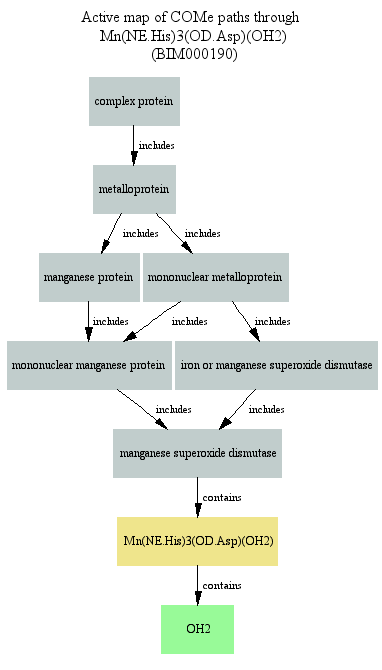 Active map of COMe paths through
Mn(NE.His)3(OD.Asp)(OH2)
(BIM000190)
complex protein
includes
metalloprotein
includes
includes
manganese protein
mononuclear metalloprotein
includes
includes
includes
mononuclear manganese protein
iron or manganese superoxide dismutase
includes
includes
manganese superoxide dismutase
contains
Mn(NE.His)3(OD.Asp)(OH2)
contains
OH2